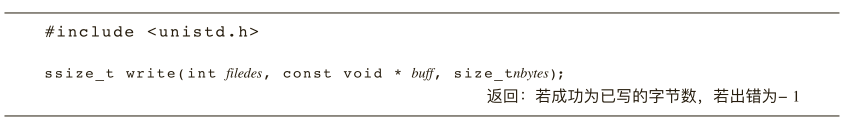 #include <unistd.h>
ssize_t write(int filedes, const void * buff, size_tnbytes);
返回：若成功为已写的字节数，若出错为– 1